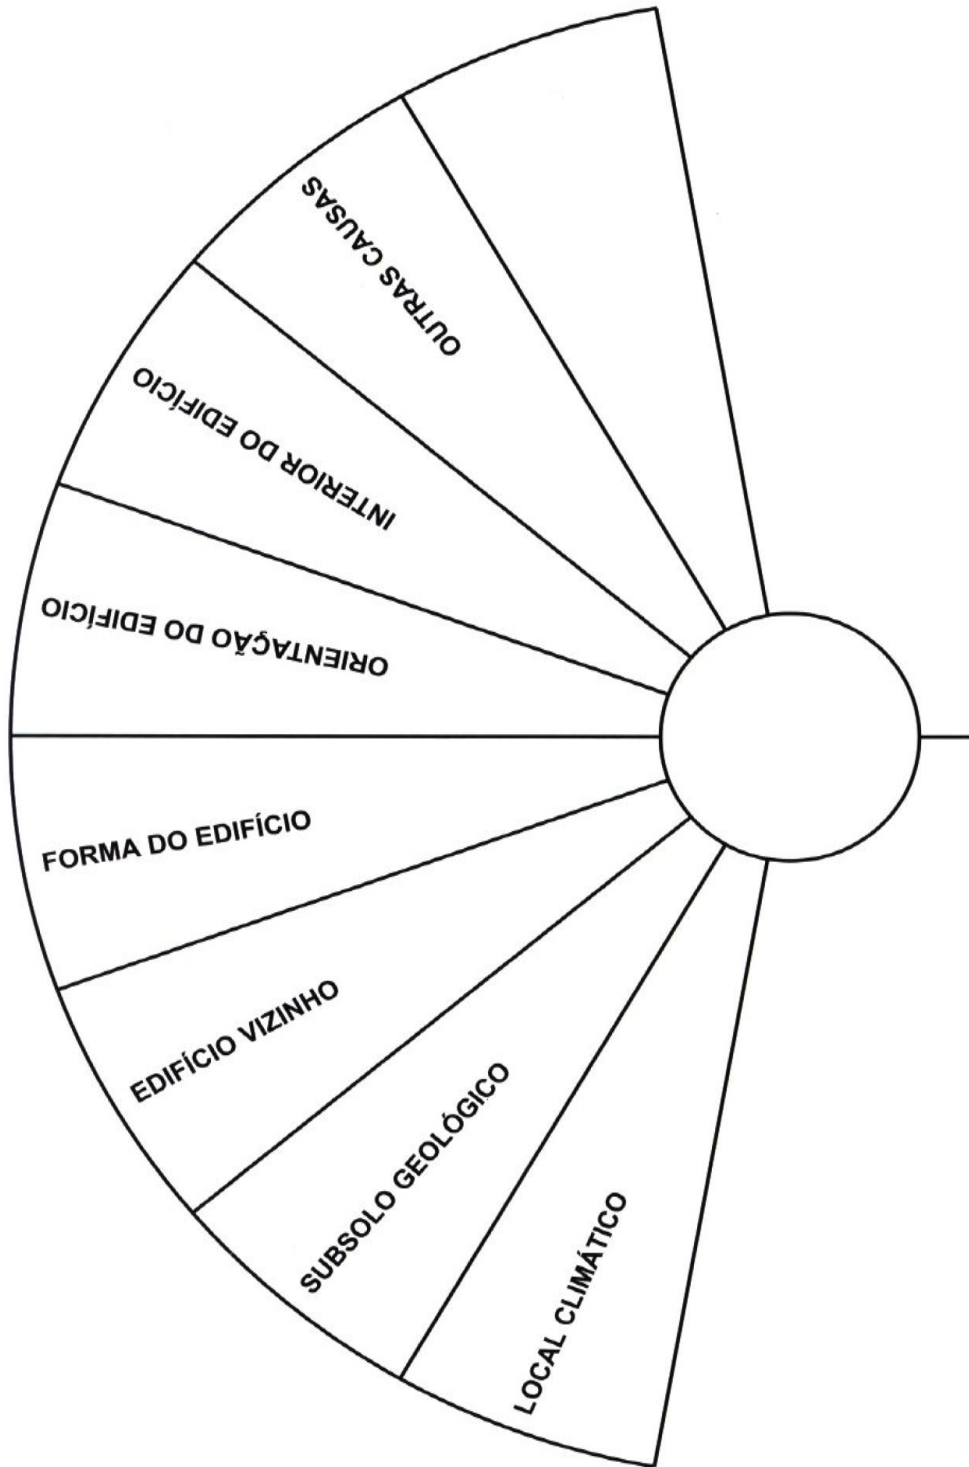 LOCAL CLIMÁTICO
SUBSOLO GEOLÓGICO
EDIFÍCIO VIZINHO
FORMA DO EDIFÍCIO
ORIENTAÇÃO DO EDIFÍCIO
INTERIOR DO EDIFÍCIO
OUTRAS CAUSAS